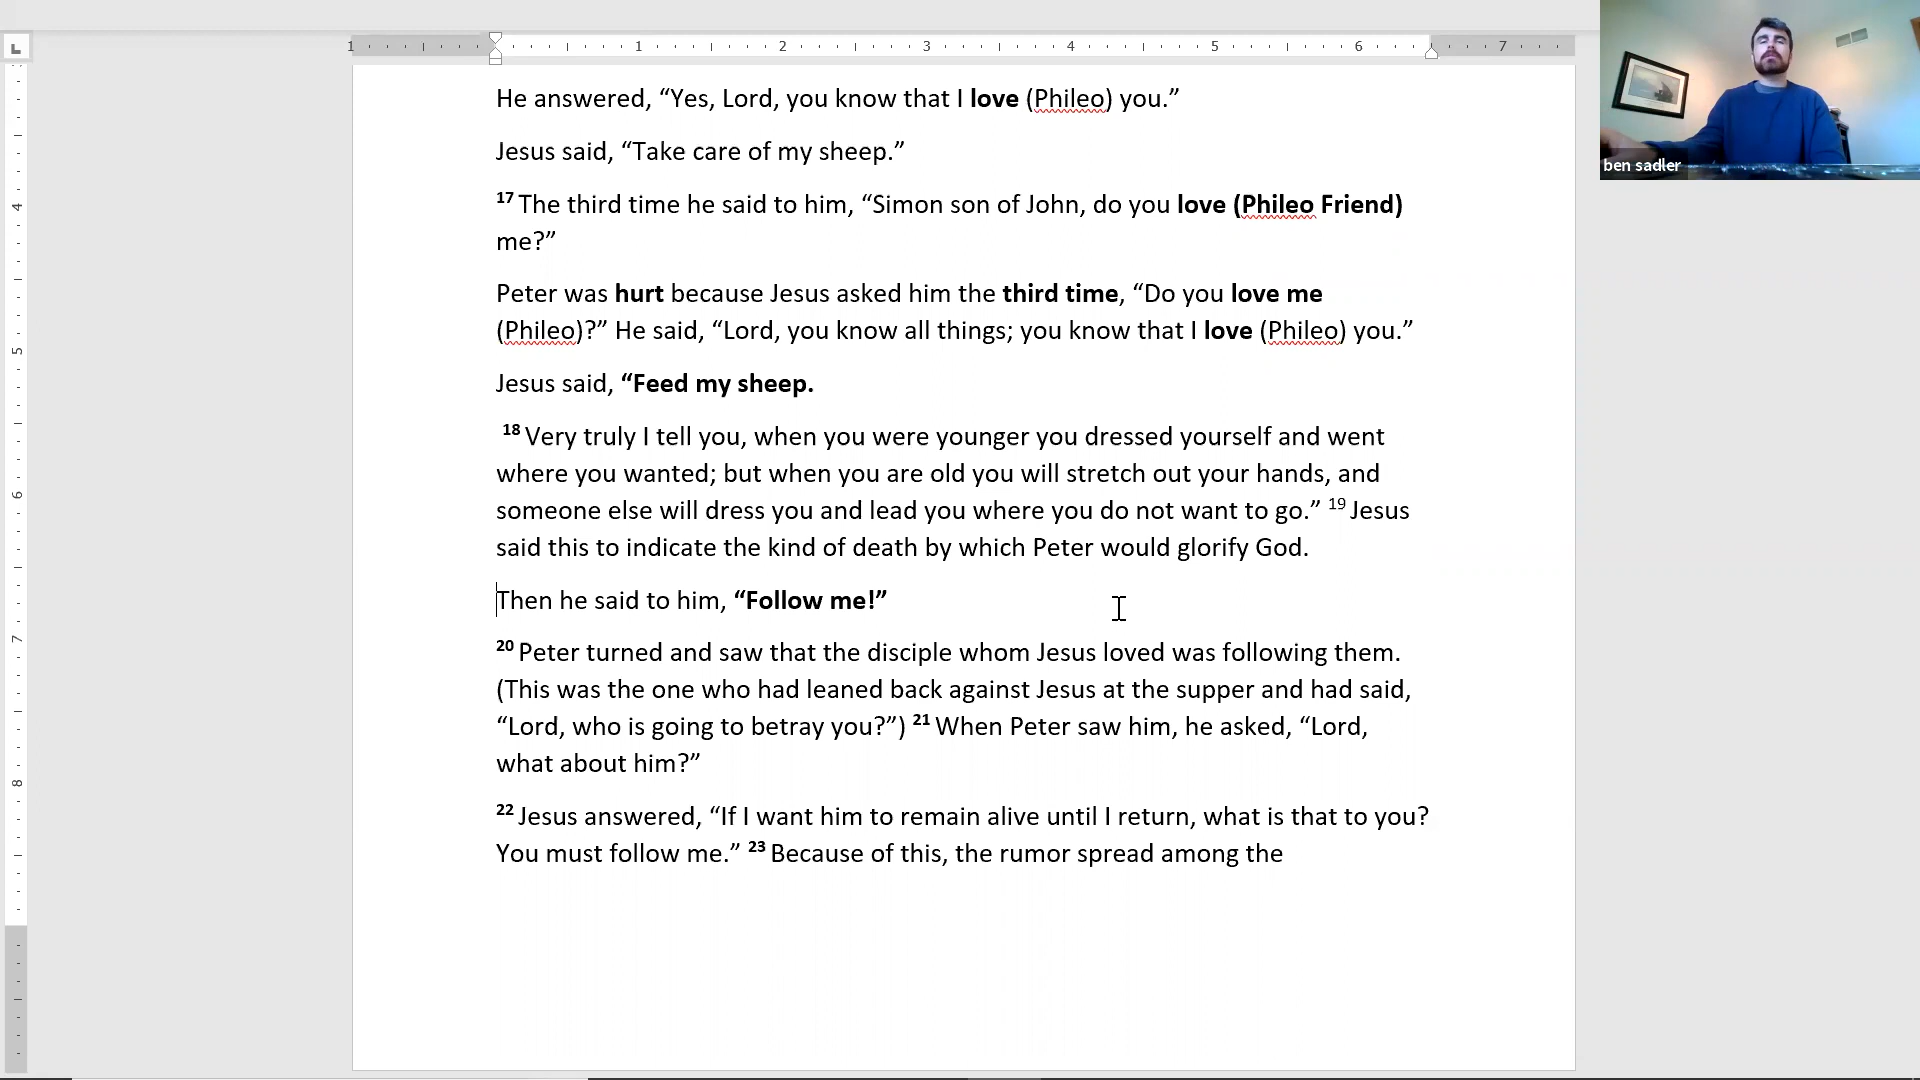 1 1 2 3 4 5 6 7
He answered, “Yes, Lord, you know that I love (Phileo) you.”
Jesus said, “Take care of my sheep.”
17 The third time he said to him, “Simon son of John, do you love (Phileo Friend)
me?”
Peter was hurt because Jesus asked him the third time, “Do you love me
(Phileo)?” He said, “Lord, you know all things; you know that I love (Phileo) you.”
Jesus said, “Feed my sheep.
18 Very truly I tell you, when you were younger you dressed yourself and went
where you wanted; but when you are old you will stretch out your hands, and
someone else will dress you and lead you where you do not want to go.” 19 Jesus
said this to indicate the kind of death by which Peter would glorify God.
Then he said to him, “Follow me!”
20 Peter turned and saw that the disciple whom Jesus loved was following them.
(This was the one who had leaned back against Jesus at the supper and had said,
“Lord, who is going to betray you?”) 21 When Peter saw him, he asked, “Lord,
what about him?”
22 Jesus answered, “If I want him to remain alive until I return, what is that to you?
You must follow me.” 23 Because of this, the rumor spread among the
4
5
6
7
8
ben sadler